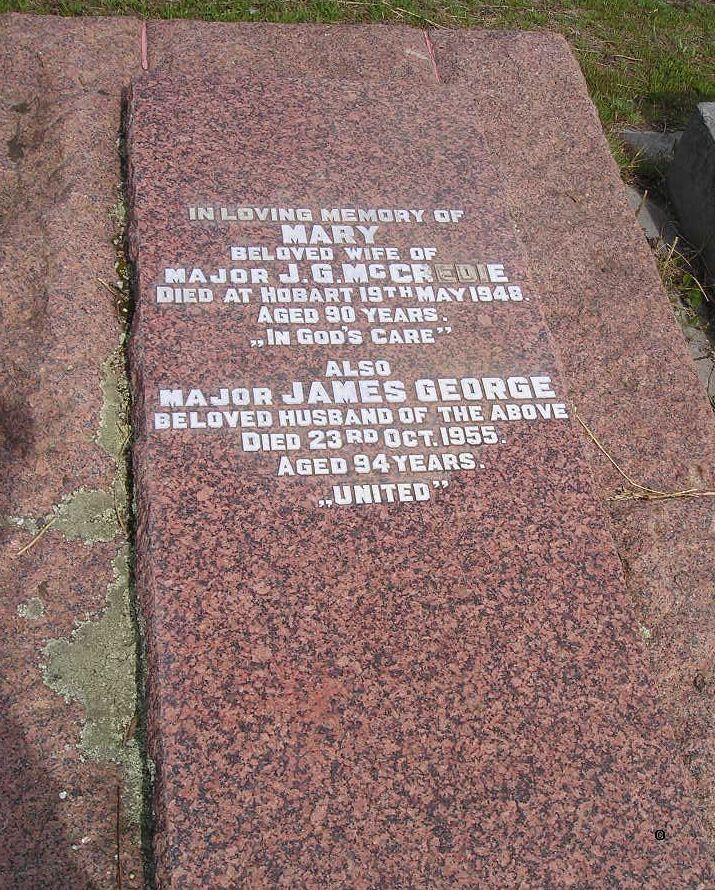 IN LOVING MEMORY OF
MARY
BELOVED WIFE OF
MAJOR J.G. McCREDIE
DIED AT HOBART 19TH MAY 1948.
AGED 90 YEARS.
„IN GOD'S CARE”
ALSO
MAJOR JAMES GEORGE
BELOVED HUSBAND OF THE ABOVE
DIED 23RD OCT. 1955.
AGED 94 YEARS.
„UNITED”